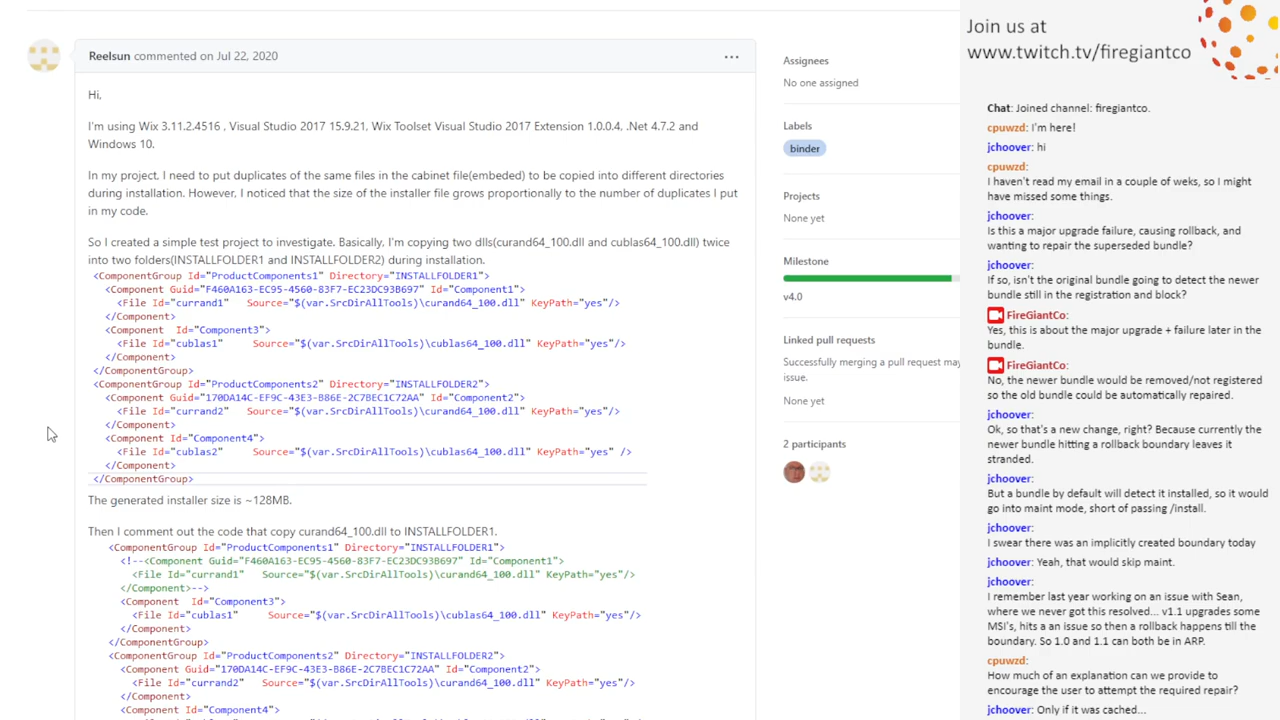 Reelsun commented on Jul 22, 2020
...
Hi,
I'm using Wix 3.11.2.4516 , Visual Studio 2017 15.9.21, Wix Toolset Visual Studio 2017 Extension 1.0.0.4, .Net 4.7.2 and
Windows 10.
In my project, I need to put duplicates of the same files in the cabinet file(embeded) to be copied into different directories
during installation. However, I noticed that the size of the installer file grows proportionally to the number of duplicates I put
in my code.
So I created a simple test project to investigate. Basically, I'm copying two dlls(curand64_100.dll and cublas64_100.dll) twice
into two folders(INSTALLFOLDER1 and INSTALLFOLDER2) during installation.
<ComponentGroup Id="ProductComponents1" Directory="INSTALLFOLDER1">
<Component Guid="F460A163-EC95-4560-83F7-EC23DC93B697" Id="Component1">
<File Id="currand1" Source="$(var.SrcDirAllTools)\curand64_100.dll" KeyPath="yes"/>
</Component>
<Component Id="Component3">
<File Id="cublas1" Source="$(var.SrcDirAllTools)\cublas64_100.dll" KeyPath="yes"/>
</Component>
</ComponentGroup>
<ComponentGroup Id="ProductComponents2" Directory="INSTALLFOLDER2">
<Component Guid="170DA14C-EF9C-43E3-B86E-2C7BEC1C72AA" Id="Component2">
<File Id="currand2" Source="$(var.SrcDirAllTools)\curand64_100.dll" KeyPath="yes"/>
</Component>
<Component Id="Component4">
<File Id="cublas2" Source="$(var.SrcDirAllTools)\cublas64_100.dll" KeyPath="yes" />
</Component>
</ComponentGroup>
The generated installer size is ~128MB.
Then I comment out the code that copy curand64_100.dll to INSTALLFOLDER1.
<ComponentGroup Id="ProductComponents1" Directory="INSTALLFOLDER1">
<!--<Component Guid="F460A163-EC95-4560-83F7-EC23DC93B697" Id="Component1">
<File Id="currand1" Source="$(var.SrcDirAllTools)\curand64_100.dll" KeyPath="yes"/>
</Component>-->
<Component Id="Component3">
<File Id="cublas1" Source="$(var.SrcDirAllTools)\cublas64_100.dll" KeyPath="yes"/>
</Component>
</ComponentGroup>
<ComponentGroup Id="ProductComponents2" Directory="INSTALLFOLDER2">
<Component Guid="170DA14C-EF9C-43E3-B86E-2C7BEC1C72AA" Id="Component2">
<File Id="currand2" Source="$(var.SrcDirAllTools)\curand64_100.dll" KeyPath="yes"/>
</Component>
<Component Id="Component4">
Assignees
No one assigned
Labels
binder
Projects
None yet
Milestone
v4.0
Linked pull requests
Successfully merging a pull request may
issue.
None yet
2 participants
Join us at
www.twitch.tv/firegiantco
Chat: Joined channel: firegiantco.
cpuwzd: I'm here!
jchoover: hi
cpuwzd:
I haven't read my email in a couple of weks, so I might
have missed some things.
jchoover:
Is this a major upgrade failure, causing rollback, and
wanting to repair the superseded bundle?
jchoover:
If so, isn't the original bundle going to detect the newer
bundle still in the registration and block?
FireGiantCo:
Yes, this is about the major upgrade + failure later in the
bundle.
FireGiantCo:
No, the newer bundle would be removed/not registered
so the old bundle could be automatically repaired.
jchoover:
Ok, so that's a new change, right? Because currently the
newer bundle hitting a rollback boundary leaves it
stranded.
jchoover:
But a bundle by default will detect it installed, so it would
go into maint mode, short of passing /install.
jchoover:
I swear there was an implicitly created boundary today
jchoover: Yeah, that would skip maint.
jchoover:
I remember last year working on an issue with Sean,
where we never got this resolved... v1.1 upgrades some
MSI's, hits a an issue so then a rollback happens till the
boundary. So 1.0 and 1.1 can both be in ARP.
cpuwzd:
How much of an explanation can we provide to
encourage the user to attempt the required repair?
jchoover: Only if it was cached...